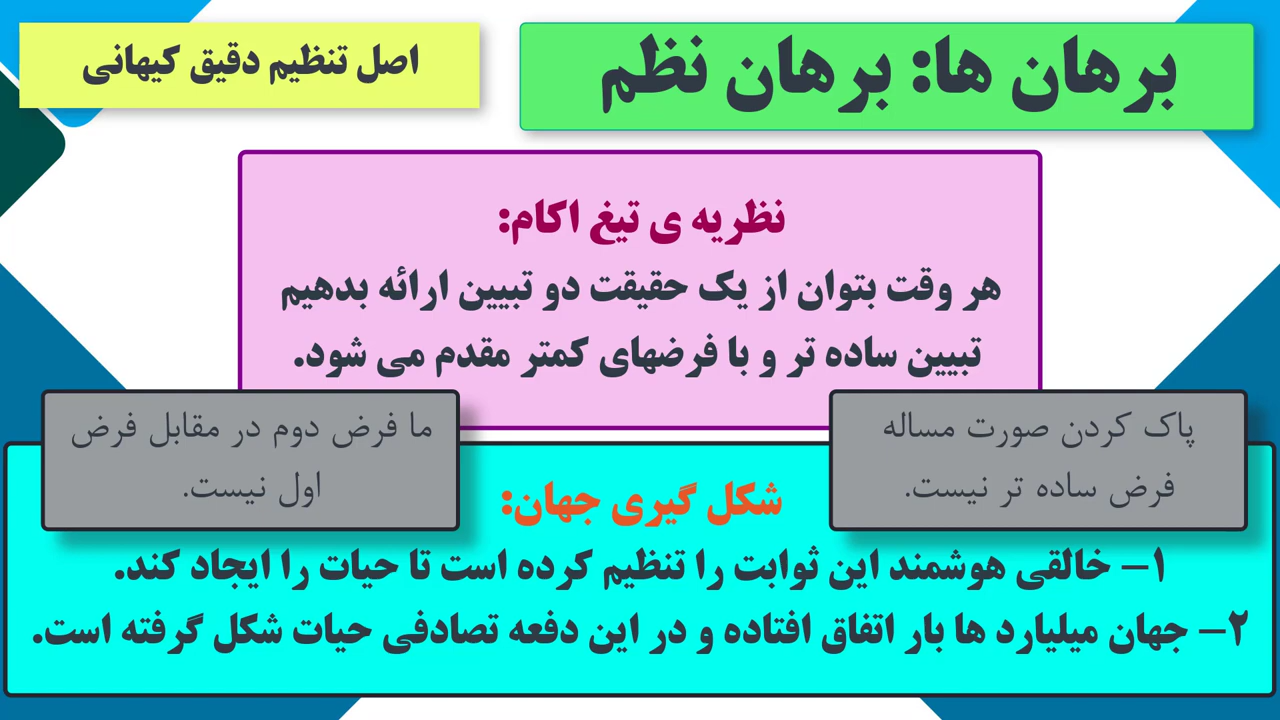 برهان ها: برهان نظم
اصل تنظیم دقیق کیهانی
نظریه ی تیغ اکام:
هر وقت بتوان از یک حقیقت دو تبیین ارائه بدهیم
تبیین ساده تر و با فرضهای کمتر مقدم می شود.
پاک کردن صورت مساله
فرض ساده تر نیست.
ما فرض دوم در مقابل فرض
اول نیست.
شکل گیری جهان:
۱- خالقی هوشمند این ثوابت را تنظیم کرده است تا حیات را ایجاد کند.
۲- جهان میلیارد ها بار اتفاق افتاده و در این دفعه تصادفی حیات شکل گرفته است.